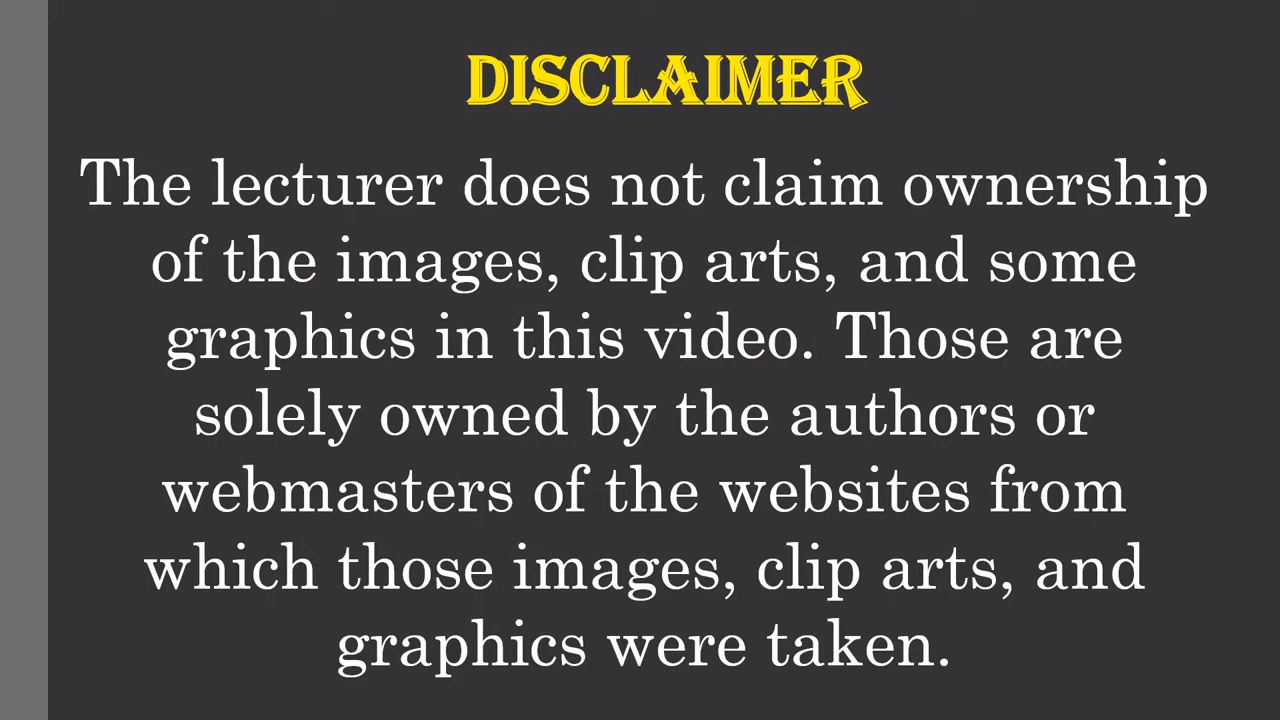 DISCLAIMER
The lecturer does not claim ownership
of the images, clip arts, and some
graphics in this video. Those are
solely owned by the authors or
webmasters of the websites from
which those images, clip arts, and
graphics were taken.